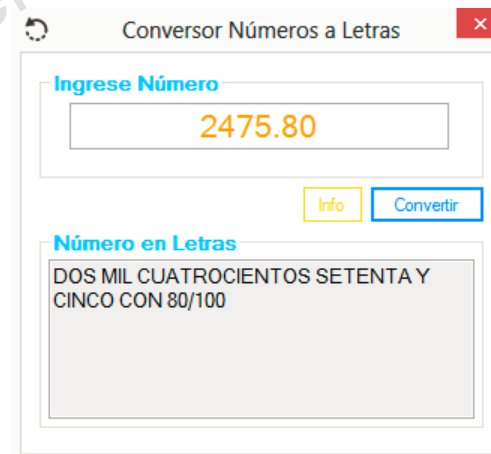 Conversor Números a Letras
Ingrese Número
2475.80
Info
Convertir
Número en Letras
DOS MIL CUATROCIENTOS SETENTA Y
CINCO CON 80/100